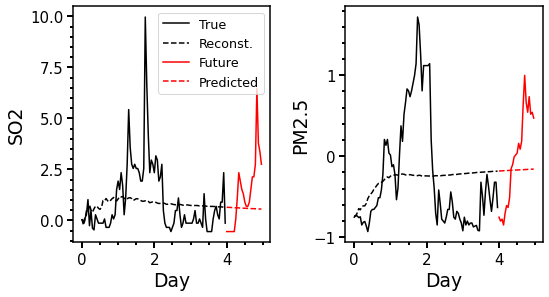 SO2
10.0
7.5
5.0
2.5
0.0
0
2
4
Day
True
Reconst.
Future
Predicted
PM2.5
1
0
−1
0
2
4
Day